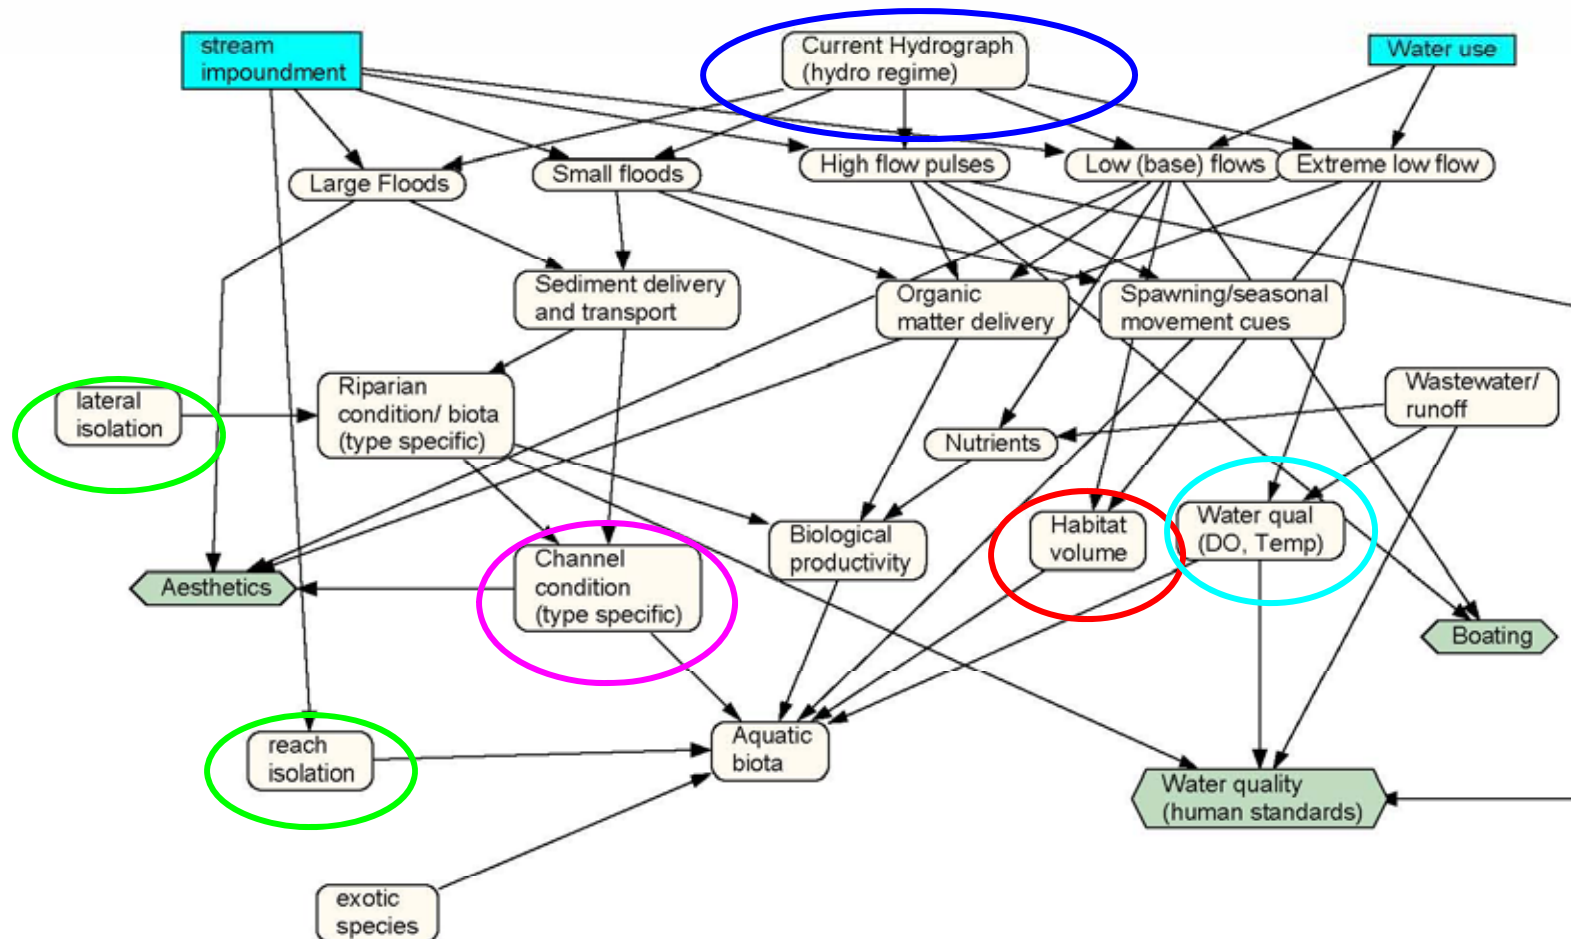 stream
impoundment
Current Hydrograph
(hydro regime)
Water use
Large Floods
Small floods
High flow pulses
Low (base) flows
Extreme low flow
Sediment delivery
and transport
Organic
matter delivery
Spawning/seasonal
movement cues
lateral
isolation
Riparian
condition/ biota
(type specific)
Nutrients
Wastewater/
runoff
Channel
condition
(type specific)
Biological
productivity
Habitat
volume
Water qual
(DO, Temp)
Aesthetics
Boating
reach
isolation
Aquatic
biota
Water quality
(human standards)
exotic
species